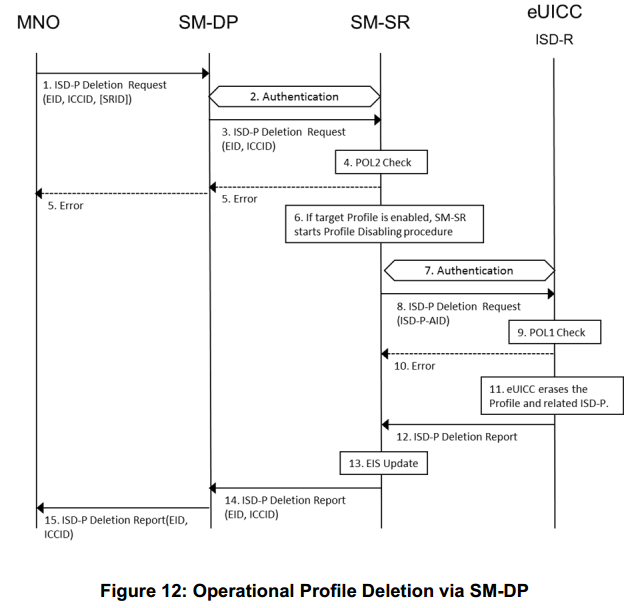 MNO
SM-DP
SM-SR
eUICC
ISD-R
1. ISD-P Deletion Request
(EID, ICCID, [SRID])
2. Authentication
3. ISD-P Deletion Request
(EID, ICCID)
4. POL2 Check
5. Error
5. Error
6. If target Profile is enabled, SM-SR
starts Profile Disabling procedure
7. Authentication
8. ISD-P Deletion Request
(ISD-P-AID)
9. POL1 Check
10. Error
11. eUICC erases the
Profile and related ISD-P.
12. ISD-P Deletion Report
13. EIS Update
14. ISD-P Deletion Report
(EID, ICCID)
15. ISD-P Deletion Report(EID,
ICCID)
Figure 12: Operational Profile Deletion via SM-DP